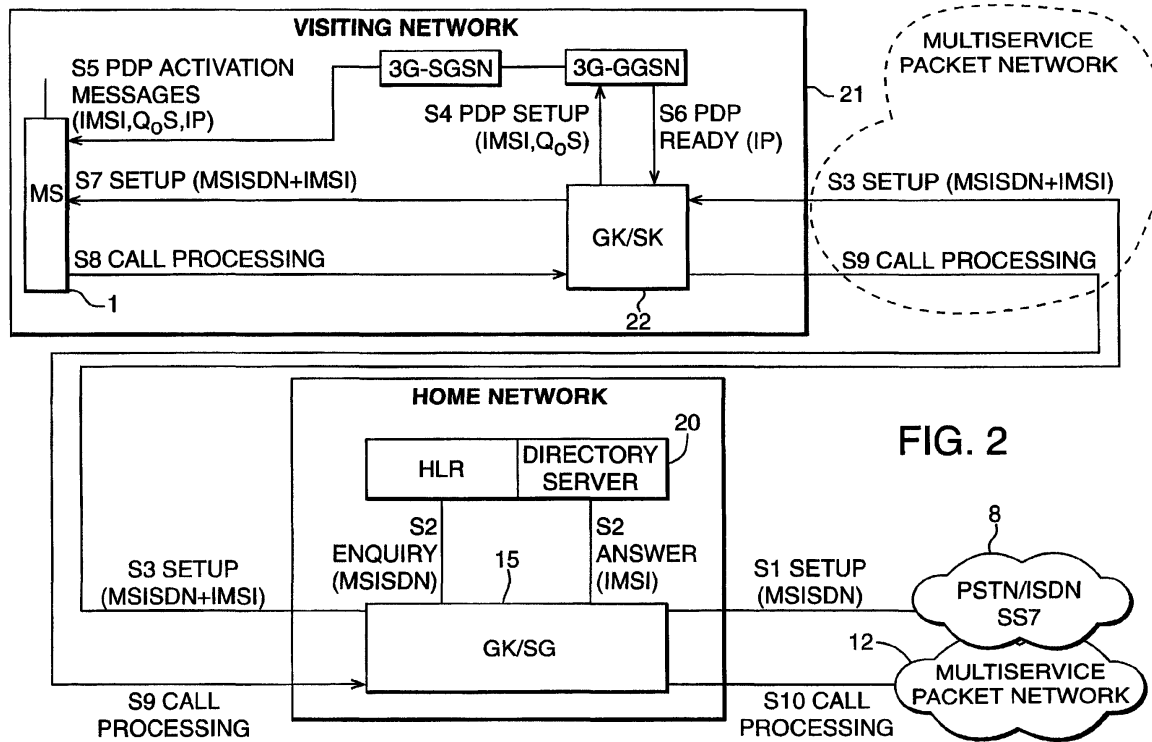 VISITING NETWORK
MULTISERVICE
PACKET NETWORK
S5 PDP ACTIVATION
MESSAGES
(IMSI,QoS,IP)
3G-SGSN
3G-GGSN
21
S4 PDP SETUP
(IMSI,QoS)
S6 PDP
READY (IP)
MS
S7 SETUP (MSISDN+IMSI)
S3 SETUP (MSISDN+IMSI)
GK/SK
S8 CALL PROCESSING
S9 CALL PROCESSING
1
22
HOME NETWORK
20
FIG. 2
HLR
DIRECTORY
SERVER
S2
ENQUIRY
(MSISDN)
S2
ANSWER
(IMSI)
15
8
S3 SETUP
(MSISDN+IMSI)
S1 SETUP
(MSISDN)
PSTN/ISDN
SS7
GK/SG
12
MULTISERVICE
PACKET NETWORK
S9 CALL
PROCESSING
S10 CALL
PROCESSING